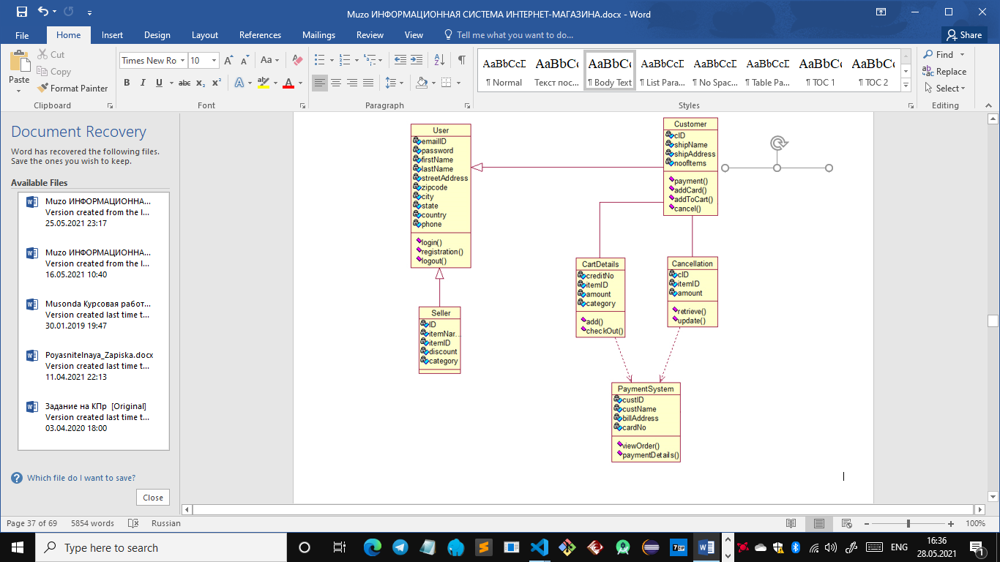 Muzo ИНФОРМАЦИОННАЯ СИСТЕМА ИНТЕРНЕТ-МАГАЗИНА.docx - Word
File Home Insert Design Layout References Mailings Review View Tell me what you want to do... Share
Paste
Cut
Copy
Format Painter
Clipboard
Times New Ro 10
Aa
B I U abc x₂ x² A ab A
Font
Paragraph
AaBbCcD AaBbC AaBbC AaBbCcD AaBbCcD AaBbCcD AaBbC AaBbC
¶ Normal Текст пос... ¶ Body Text ¶ List Para... ¶ No Spac... ¶ Table Pa... ¶ TOC 1 ¶ TOC 2
Styles
Find
Replace
Select
Editing
Document Recovery
Word has recovered the following files.
Save the ones you wish to keep.
Available Files
Muzo ИНФОРМАЦИОННА...
Version created from the l...
25.05.2021 23:17
Muzo ИНФОРМАЦИОННА...
Version created from the l...
16.05.2021 10:40
Musonda Курсовая работ...
Version created last time t...
30.01.2019 19:47
Poyasnitelnaya_Zapiska.docx
Version created last time t...
11.04.2021 22:13
Задание на КПр [Original]
Version created last time t...
03.04.2020 18:00
Which file do I want to save?
Close
User
emailID
password
firstName
lastName
streetAddress
zipcode
city
state
country
phone
login()
registration()
logout()
Customer
cID
shipName
shipAddress
noofItems
payment()
addCard()
addToCart()
cancel()
CartDetails
creditNo
itemID
amount
category
add()
checkOut()
Cancellation
cID
itemID
amount
retrieve()
update()
Seller
ID
itemNar...
itemID
discount
category
PaymentSystem
custID
custName
billAddress
cardNo
viewOrder()
paymentDetails()
Page 37 of 69 5854 words Russian 100%
Type here to search
7ZIP
ENG
16:36
28.05.2021
1